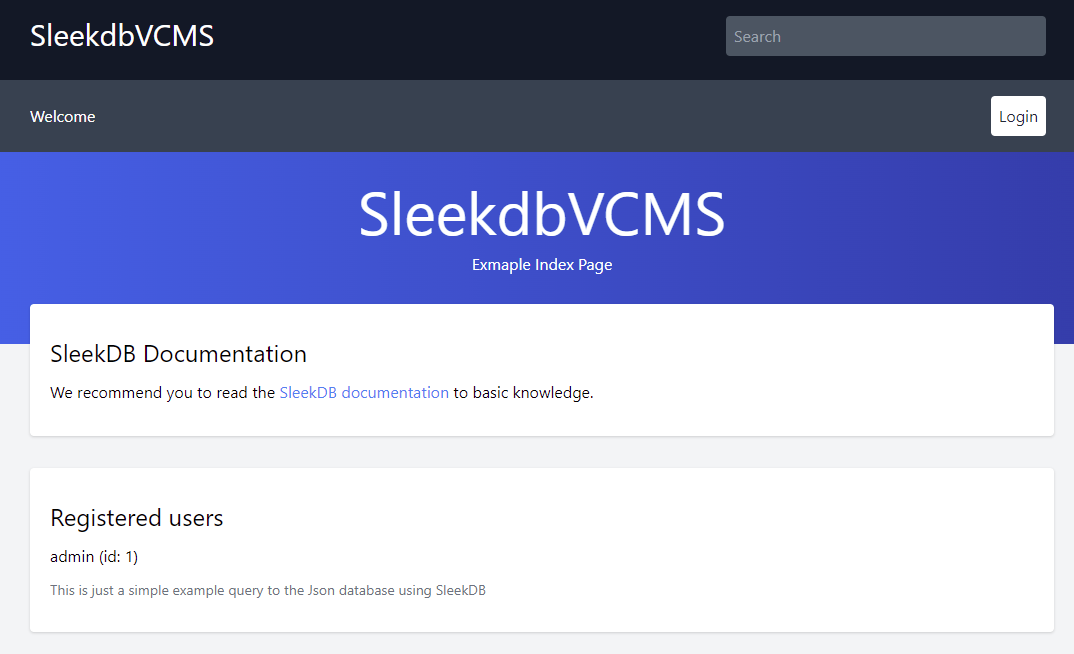 SleekdbVCMS
Search
Welcome
Login
SleekdbVCMS
Exmaple Index Page
SleekDB Documentation
We recommend you to read the SleekDB documentation to basic knowledge.
Registered users
admin (id: 1)
This is just a simple example query to the Json database using SleekDB